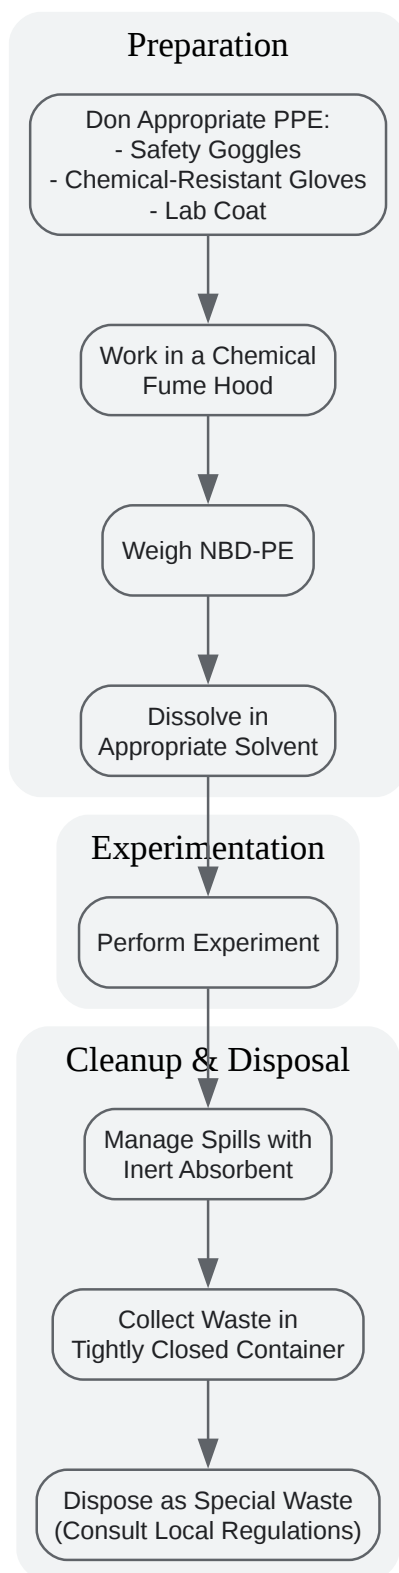 Preparation
Don Appropriate PPE:
- Safety Goggles
- Chemical-Resistant Gloves
- Lab Coat
Work in a Chemical
Fume Hood
Weigh NBD-PE
Dissolve in
Appropriate Solvent
Experimentation
Perform Experiment
Cleanup & Disposal
Manage Spills with
Inert Absorbent
Collect Waste in
Tightly Closed Container
Dispose as Special Waste
(Consult Local Regulations)